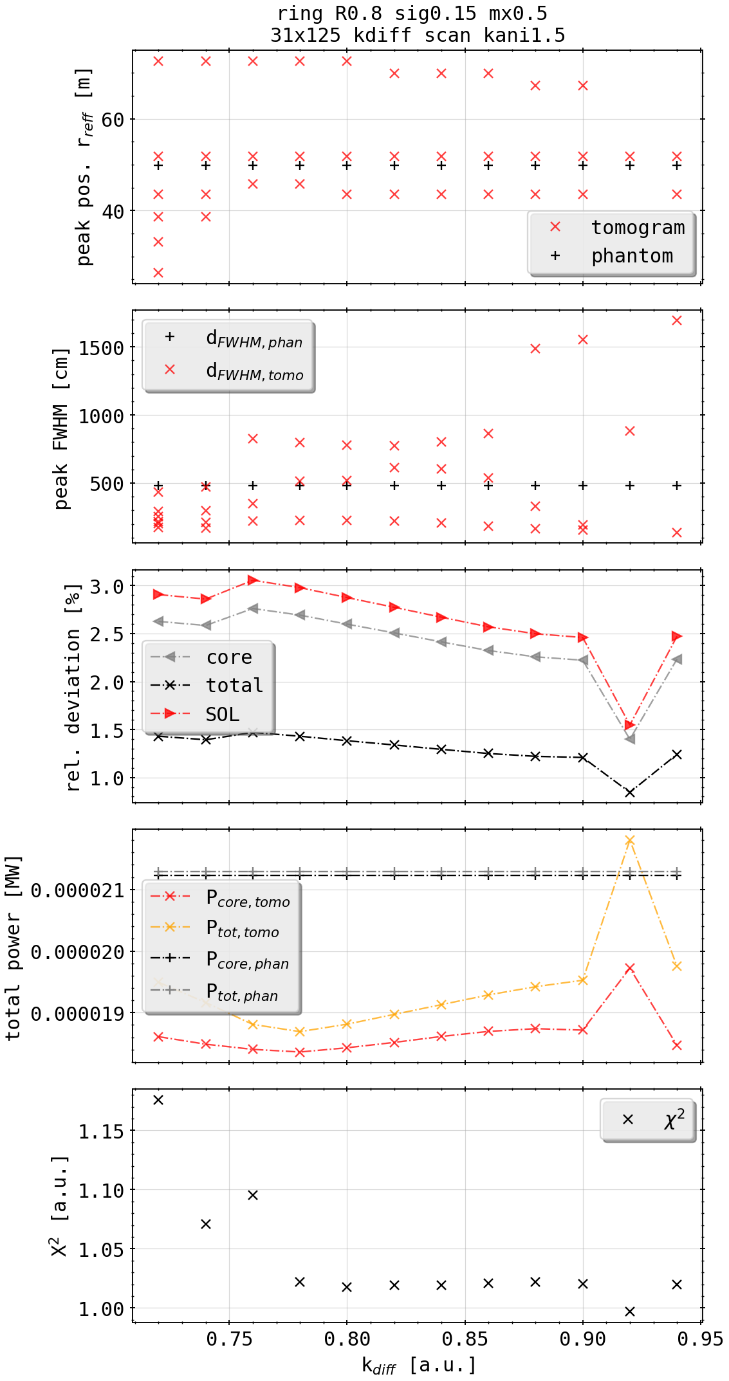 ring R0.8 sig0.15 mx0.5
31x125 kdiff scan kani1.5
peak pos. r_reff [m]
60
40
tomogram
phantom
peak FWHM [cm]
1500
1000
500
d_FWHM,phan
d_FWHM,tomo
rel. deviation [%]
3.0
2.5
2.0
1.5
1.0
core
total
SOL
total power [MW]
0.000021
0.000020
0.000019
P_core,tomo
P_tot,tomo
P_core,phan
P_tot,phan
X² [a.u.]
1.15
1.10
1.05
1.00
χ²
0.75 0.80 0.85 0.90 0.95
k_diff [a.u.]